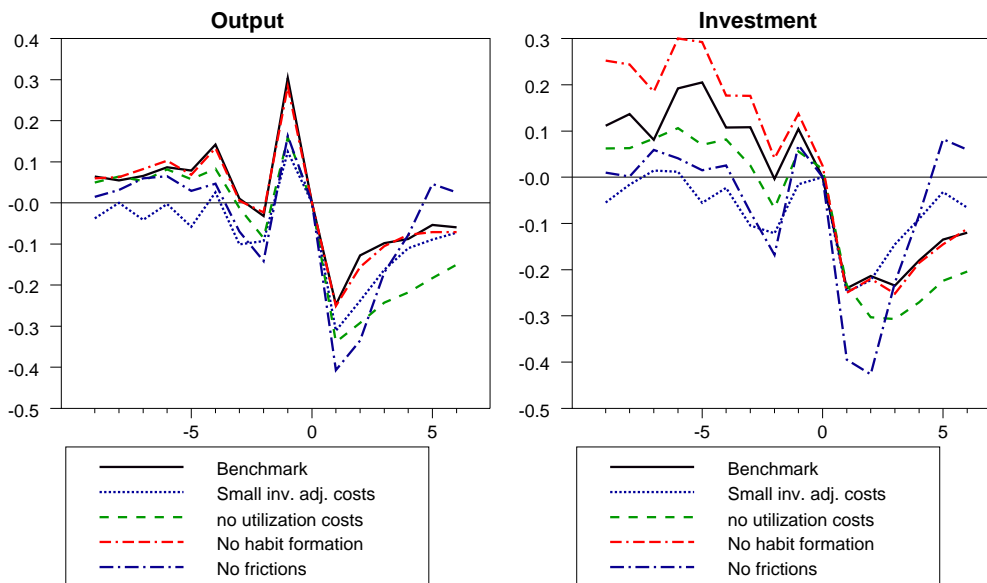 Output
0.4
0.3
0.2
0.1
-0.0
-0.1
-0.2
-0.3
-0.4
-0.5
-5
0
5
Benchmark
Small inv. adj. costs
no utilization costs
No habit formation
No frictions
Investment
0.3
0.2
0.1
-0.0
-0.1
-0.2
-0.3
-0.4
-0.5
-5
0
5
Benchmark
Small inv. adj. costs
no utilization costs
No habit formation
No frictions